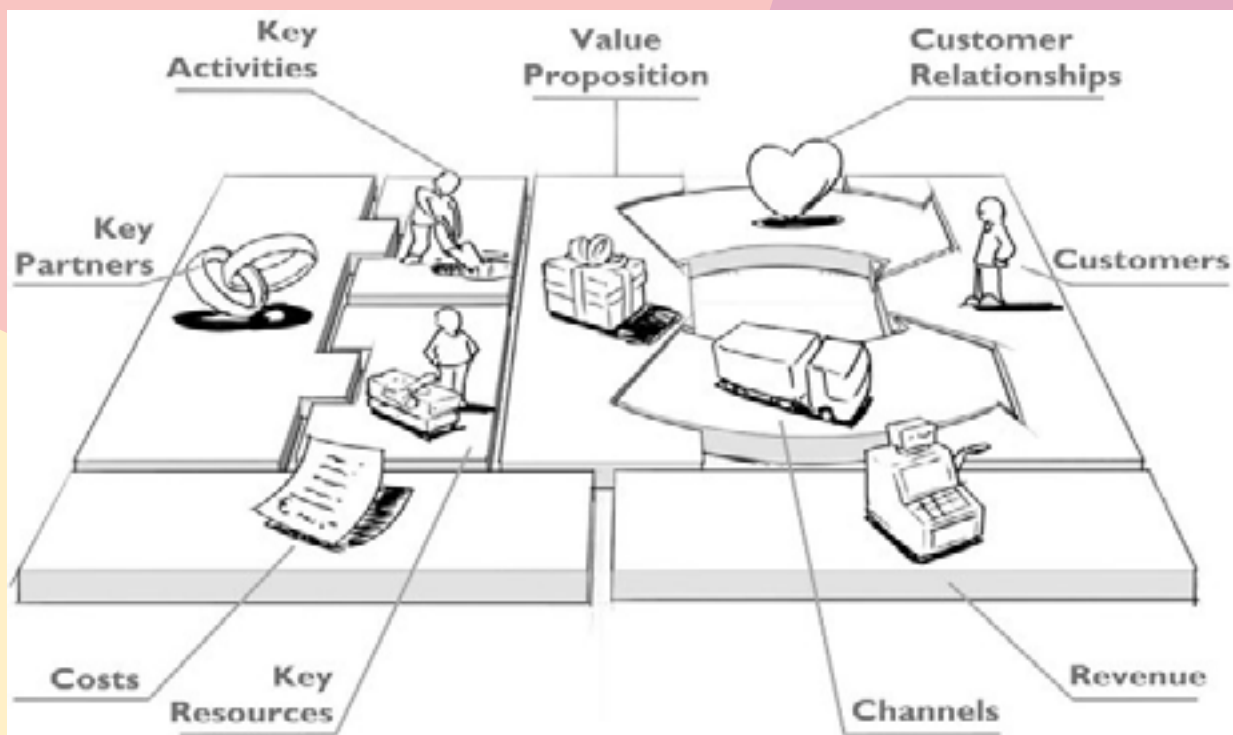 Key
Activities
Value
Proposition
Customer
Relationships
Key
Partners
Customers
Costs
Key
Resources
Channels
Revenue